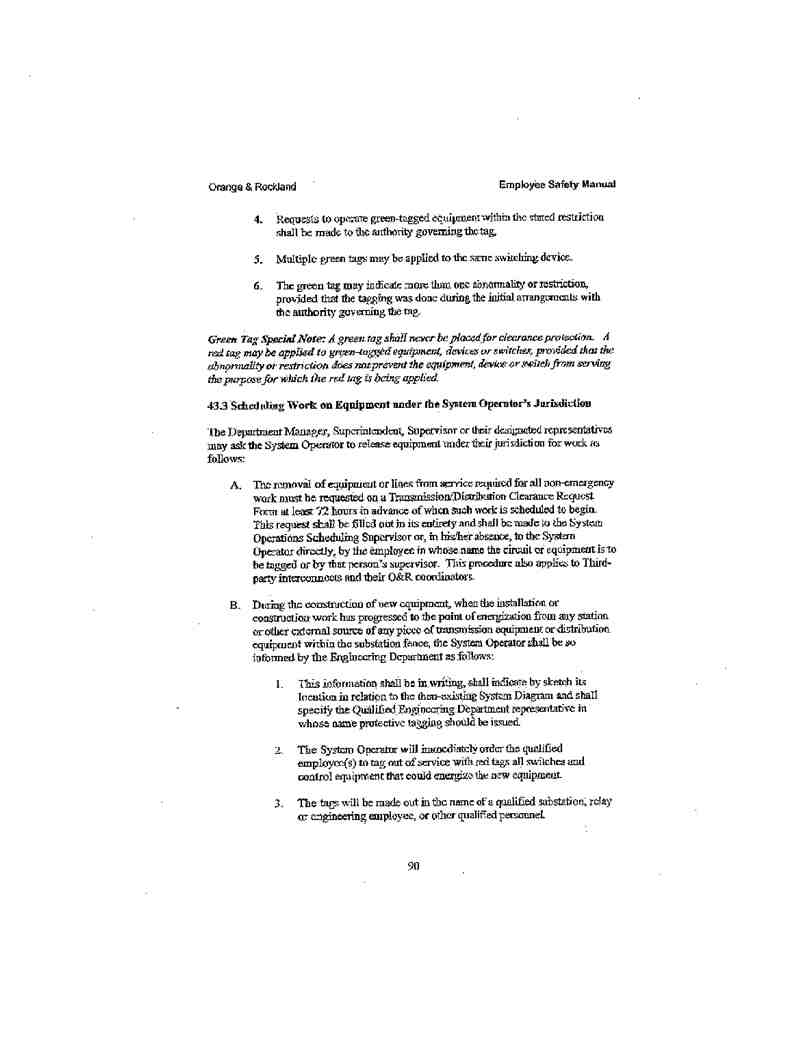 Orange & Rockland
Employee Safety Manual
4. Requests to operate green-tagged equipment within the stated restriction
shall be made to the authority governing the tag.
5. Multiple green tags may be applied to the same switching device.
6. The green tag may indicate more than one abnormality or restriction,
provided that the tagging was done during the initial arrangements with
the authority governing the tag.
Green Tag Special Note: A green tag shall never be placed for clearance protection. A
red tag may be applied to green-tagged equipment, devices or switches, provided that the
abnormality or restriction does not prevent the equipment, device or switch from serving
the purpose for which the red tag is being applied.
43.3 Scheduling Work on Equipment under the System Operator's Jurisdiction
The Department Manager, Superintendent, Supervisor or their designated representatives
may ask the System Operator to release equipment under their jurisdiction for work as
follows:
A. The removal of equipment or lines from service required for all non-emergency
work must be requested on a Transmission/Distribution Clearance Request
Form at least 72 hours in advance of when such work is scheduled to begin.
This request shall be filled out in its entirety and shall be made to the System
Operations Scheduling Supervisor or, in his/her absence, to the System
Operator directly, by the employee in whose name the circuit or equipment is to
be tagged or by that person's supervisor. This procedure also applies to Third-
party interconnects and their O&R coordinators.
B. During the construction of new equipment, when the installation or
construction work has progressed to the point of energization from any station
or other external source of any piece of transmission equipment or distribution
equipment within the substation fence, the System Operator shall be so
informed by the Engineering Department as follows:
1. This information shall be in writing, shall indicate by sketch its
location in relation to the then-existing System Diagram and shall
specify the Qualified Engineering Department representative in
whose name protective tagging should be issued.
2. The System Operator will immediately order the qualified
employee(s) to tag out of service with red tags all switches and
control equipment that could energize the new equipment.
3. The tags will be made out in the name of a qualified substation, relay
or engineering employee, or other qualified personnel.
90